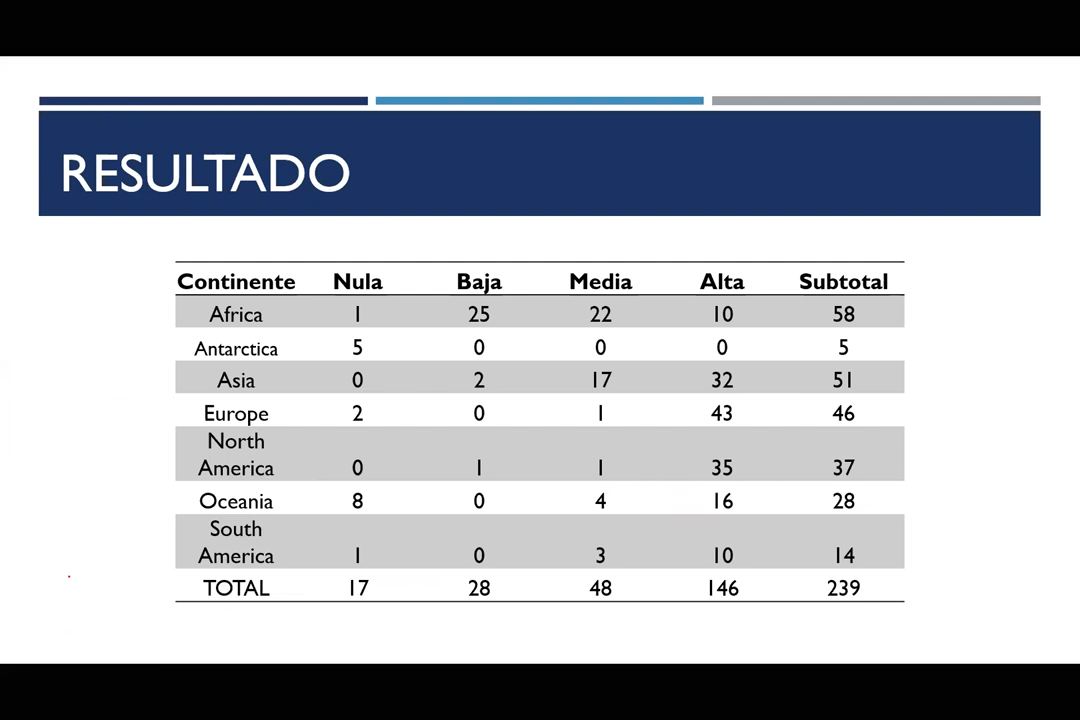 RESULTADO
Continente Nula Baja Media Alta Subtotal
Africa 1 25 22 10 58
Antarctica 5 0 0 0 5
Asia 0 2 17 32 51
Europe 2 0 1 43 46
North
America 0 1 1 35 37
Oceania 8 0 4 16 28
South
America 1 0 3 10 14
TOTAL 17 28 48 146 239